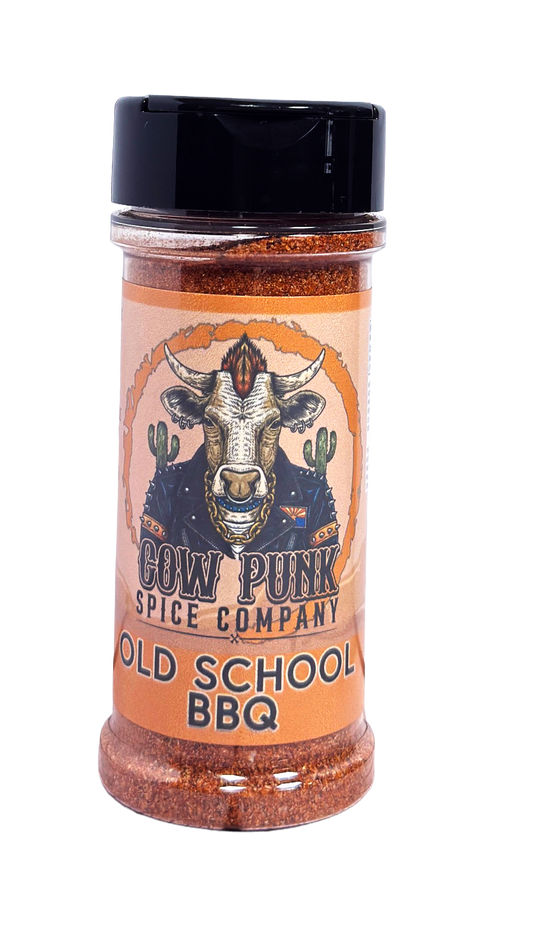 COW PUNK
SPICE COMPANY
OLD SCHOOL
BBQ